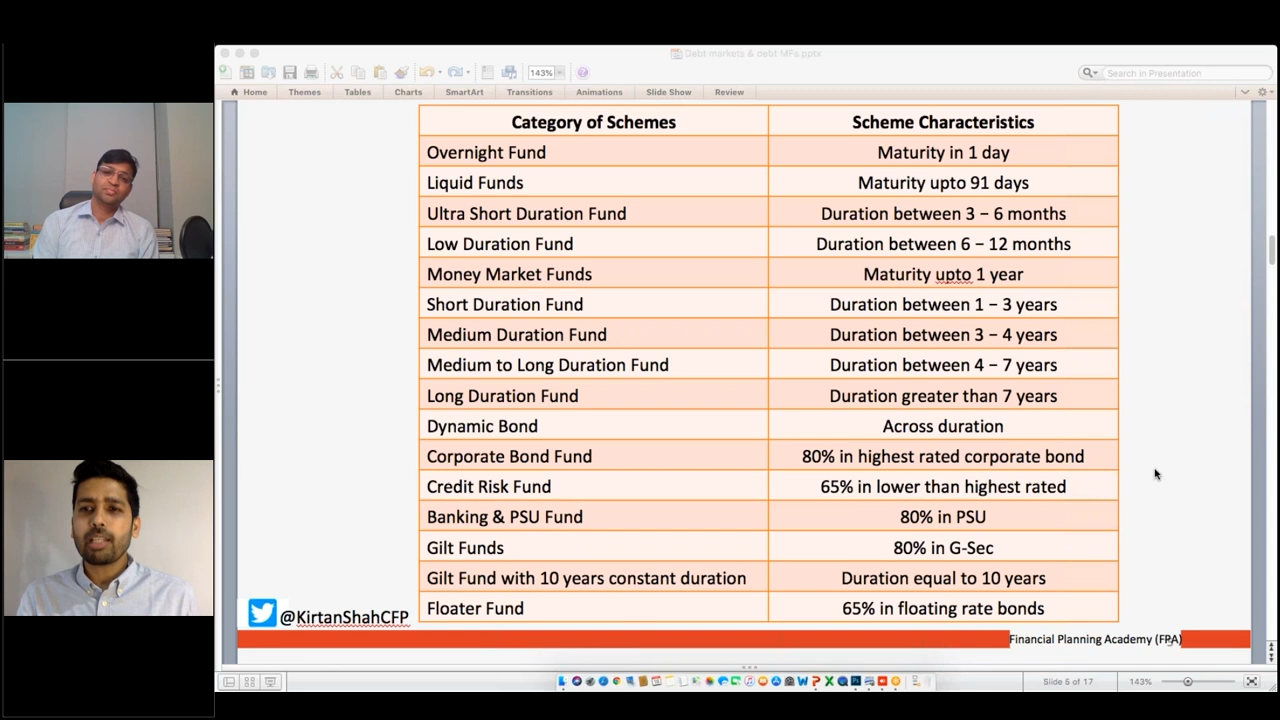 Debt markets & debt MFs.pptx
143%
Search in Presentation
Home Themes Tables Charts SmartArt Transitions Animations Slide Show Review
Category of Schemes Scheme Characteristics
Overnight Fund Maturity in 1 day
Liquid Funds Maturity upto 91 days
Ultra Short Duration Fund Duration between 3 – 6 months
Low Duration Fund Duration between 6 – 12 months
Money Market Funds Maturity upto 1 year
Short Duration Fund Duration between 1 – 3 years
Medium Duration Fund Duration between 3 – 4 years
Medium to Long Duration Fund Duration between 4 – 7 years
Long Duration Fund Duration greater than 7 years
Dynamic Bond Across duration
Corporate Bond Fund 80% in highest rated corporate bond
Credit Risk Fund 65% in lower than highest rated
Banking & PSU Fund 80% in PSU
Gilt Funds 80% in G-Sec
Gilt Fund with 10 years constant duration Duration equal to 10 years
Floater Fund 65% in floating rate bonds
@KirtanShahCFP
Financial Planning Academy (FPA)
Slide 5 of 17 143%